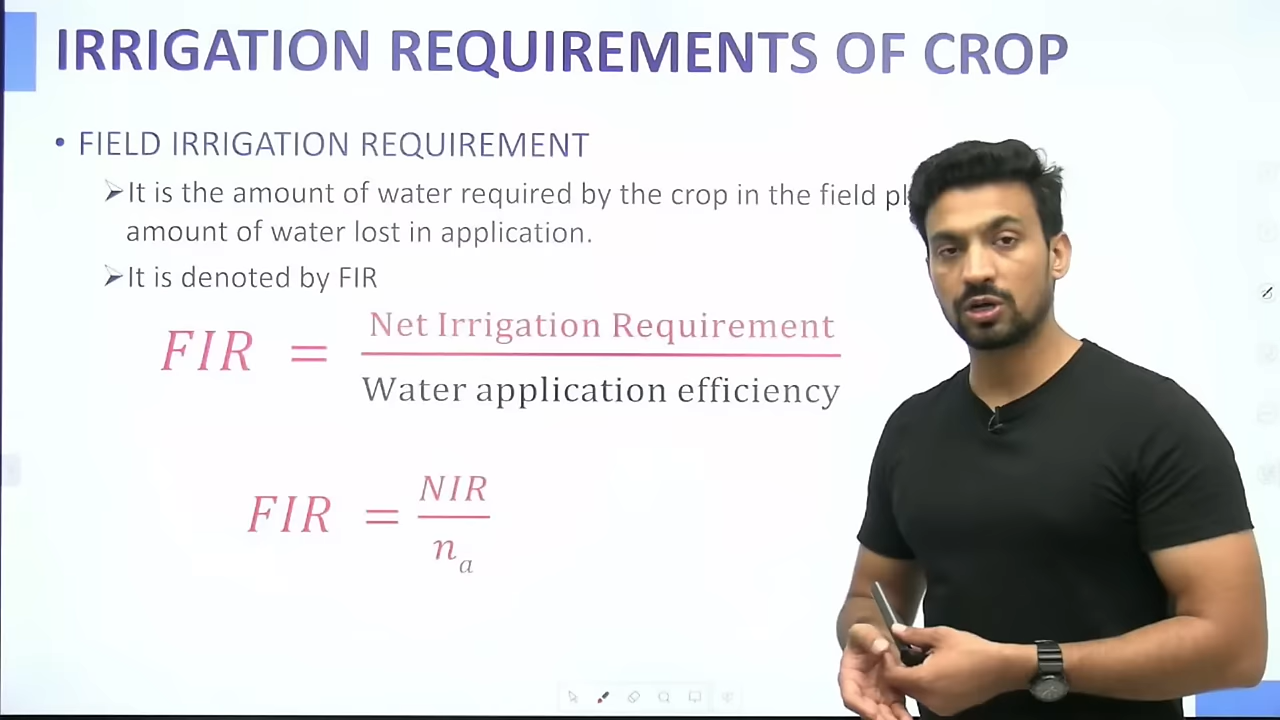 IRRIGATION REQUIREMENTS OF CROP
• FIELD IRRIGATION REQUIREMENT
➢It is the amount of water required by the crop in the field
amount of water lost in application.
➢It is denoted by FIR
FIR = Net Irrigation Requirement
Water application efficiency
FIR = NIR
n_a